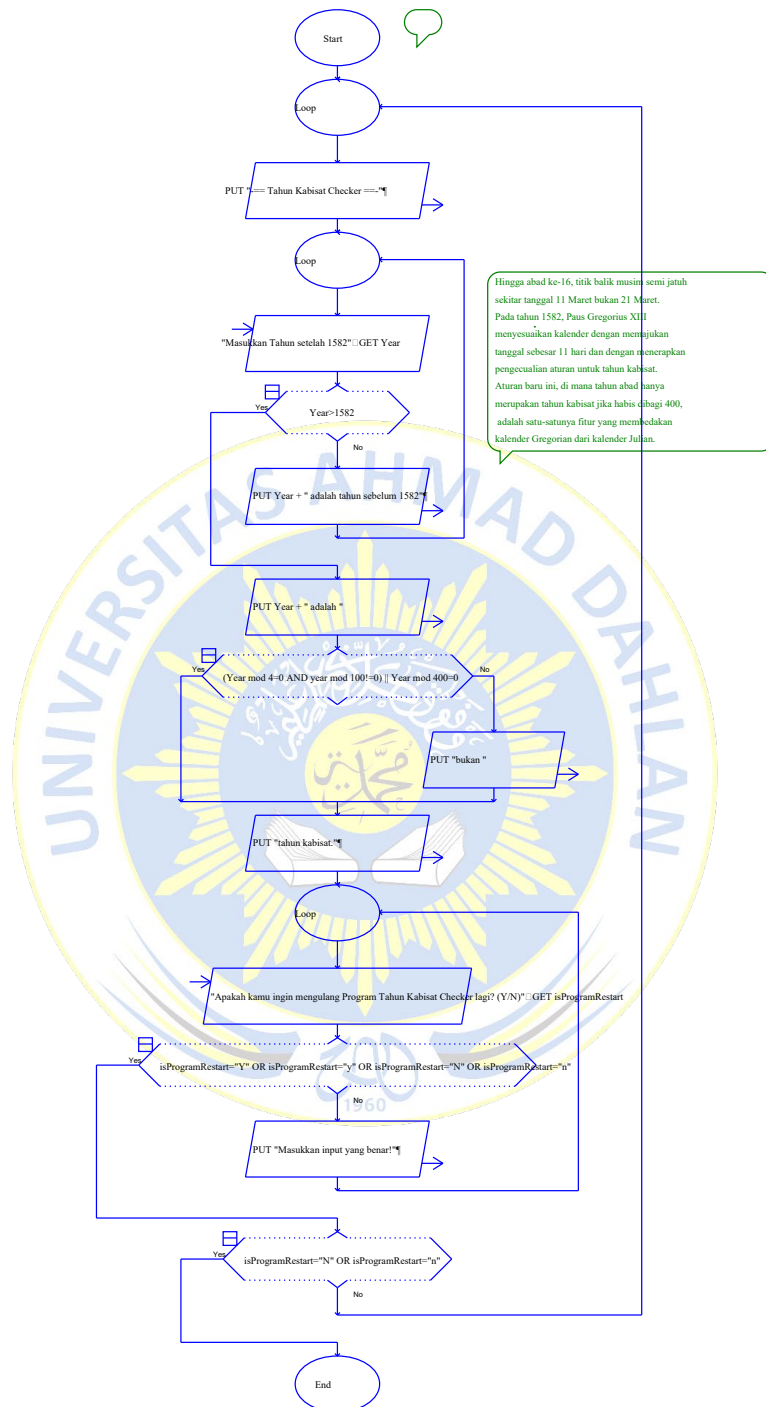 Start
Loop
PUT "-== Tahun Kabisat Checker ==-"¶
Loop
Hingga abad ke-16, titik balik musim semi jatuh
sekitar tanggal 11 Maret bukan 21 Maret.
Pada tahun 1582, Paus Gregorius XIII
menyesuaikan kalender dengan memajukan
tanggal sebesar 11 hari dan dengan menerapkan
pengecualian aturan untuk tahun kabisat.
Aturan baru ini, di mana tahun abad hanya
merupakan tahun kabisat jika habis dibagi 400,
adalah satu-satunya fitur yang membedakan
kalender Gregorian dari kalender Julian.
"Masukkan Tahun setelah 1582"□GET Year
Yes
Year>1582
No
PUT Year + " adalah tahun sebelum 1582"¶
UNIVERSITAS AHMAD DAHLAN
PUT Year + " adalah "
Yes
(Year mod 4=0 AND year mod 100!=0) || Year mod 400=0
No
PUT "bukan "
PUT "tahun kabisat."¶
Loop
"Apakah kamu ingin mengulang Program Tahun Kabisat Checker lagi? (Y/N)"□GET isProgramRestart
Yes
isProgramRestart="Y" OR isProgramRestart="y" OR isProgramRestart="N" OR isProgramRestart="n"
No
1960
PUT "Masukkan input yang benar!"¶
Yes
isProgramRestart="N" OR isProgramRestart="n"
No
End